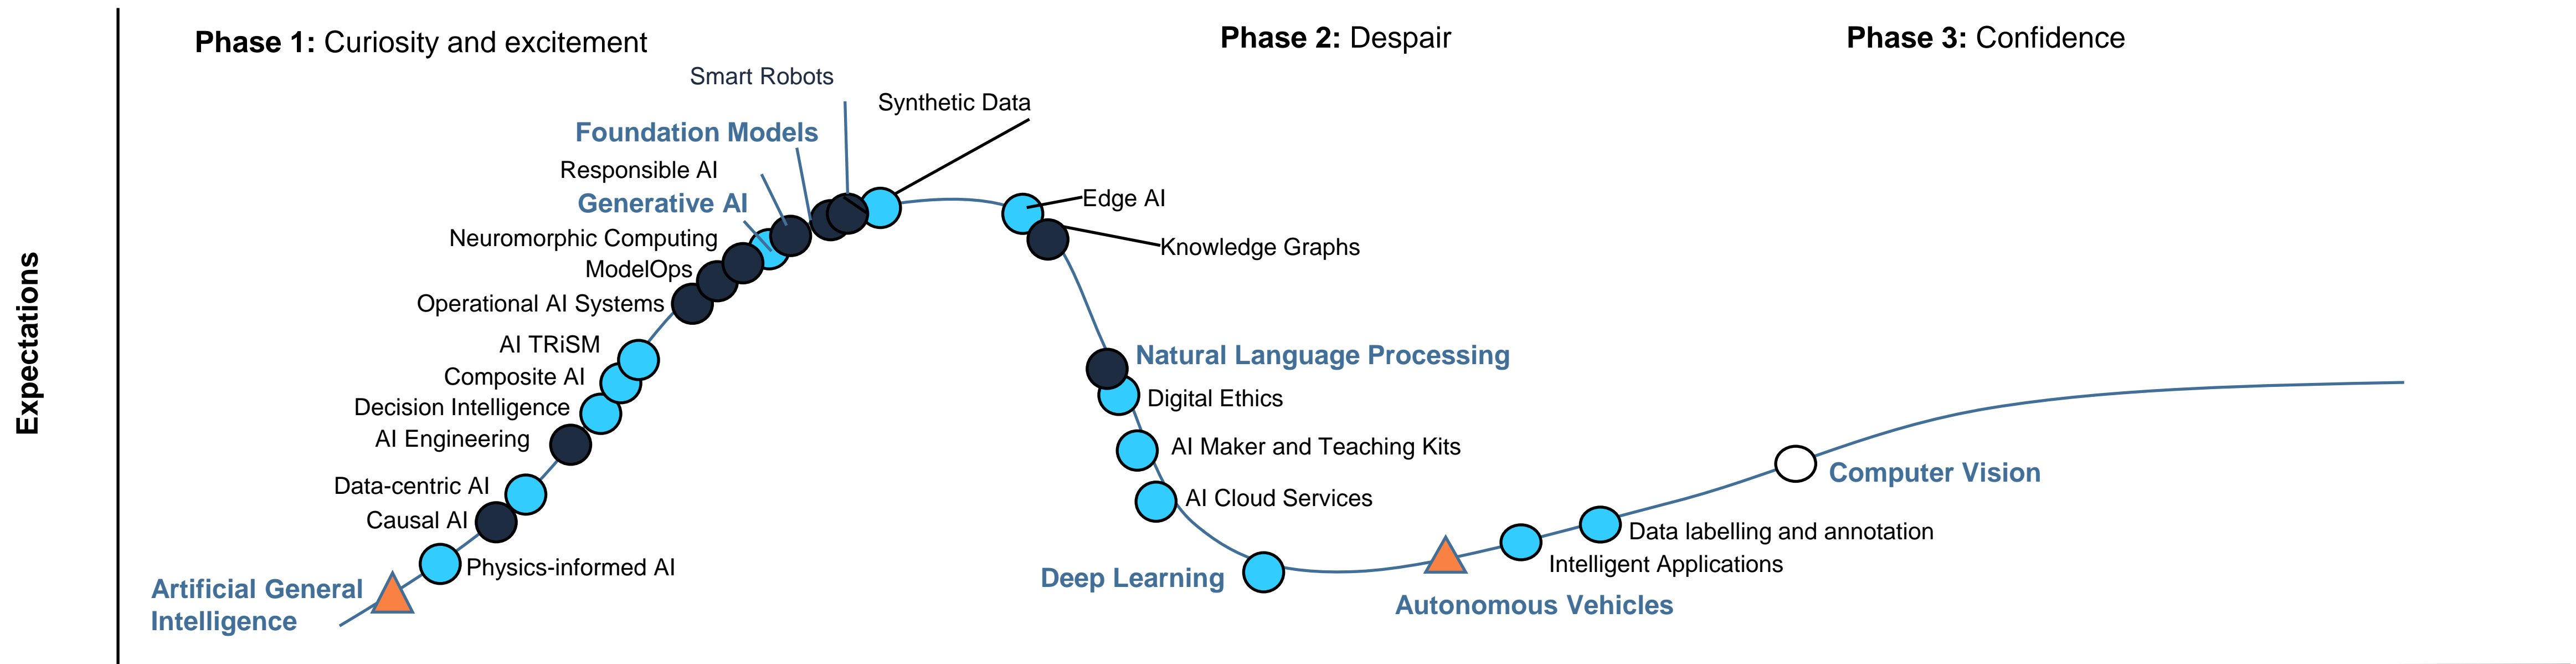 Phase 1: Curiosity and excitement
Phase 2: Despair
Phase 3: Confidence
Smart Robots
Synthetic Data
Foundation Models
Responsible AI
Generative AI
Edge AI
Neuromorphic Computing
Knowledge Graphs
ModelOps
Operational AI Systems
Expectations
AI TRiSM
Natural Language Processing
Composite AI
Digital Ethics
Decision Intelligence
AI Engineering
AI Maker and Teaching Kits
Data-centric AI
AI Cloud Services
Causal AI
Computer Vision
Data labelling and annotation
Physics-informed AI
Intelligent Applications
Artificial General
Intelligence
Deep Learning
Autonomous Vehicles